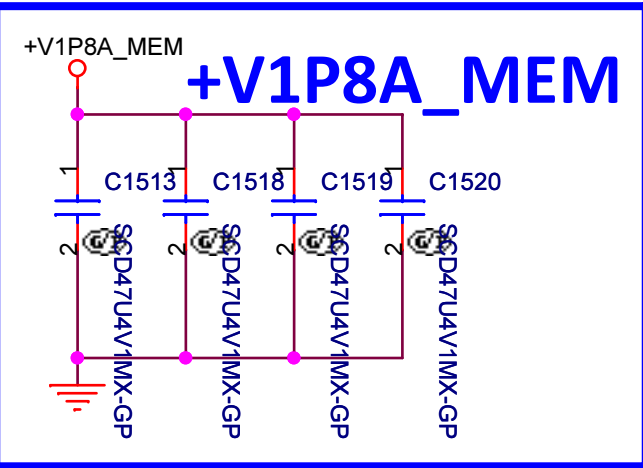 +V1P8A_MEM
+V1P8A_MEM
1
C1513
1
C1518
1
C1519
1
C1520
2
SCD47U4V1MX-GP
2
SCD47U4V1MX-GP
2
SCD47U4V1MX-GP
2
SCD47U4V1MX-GP